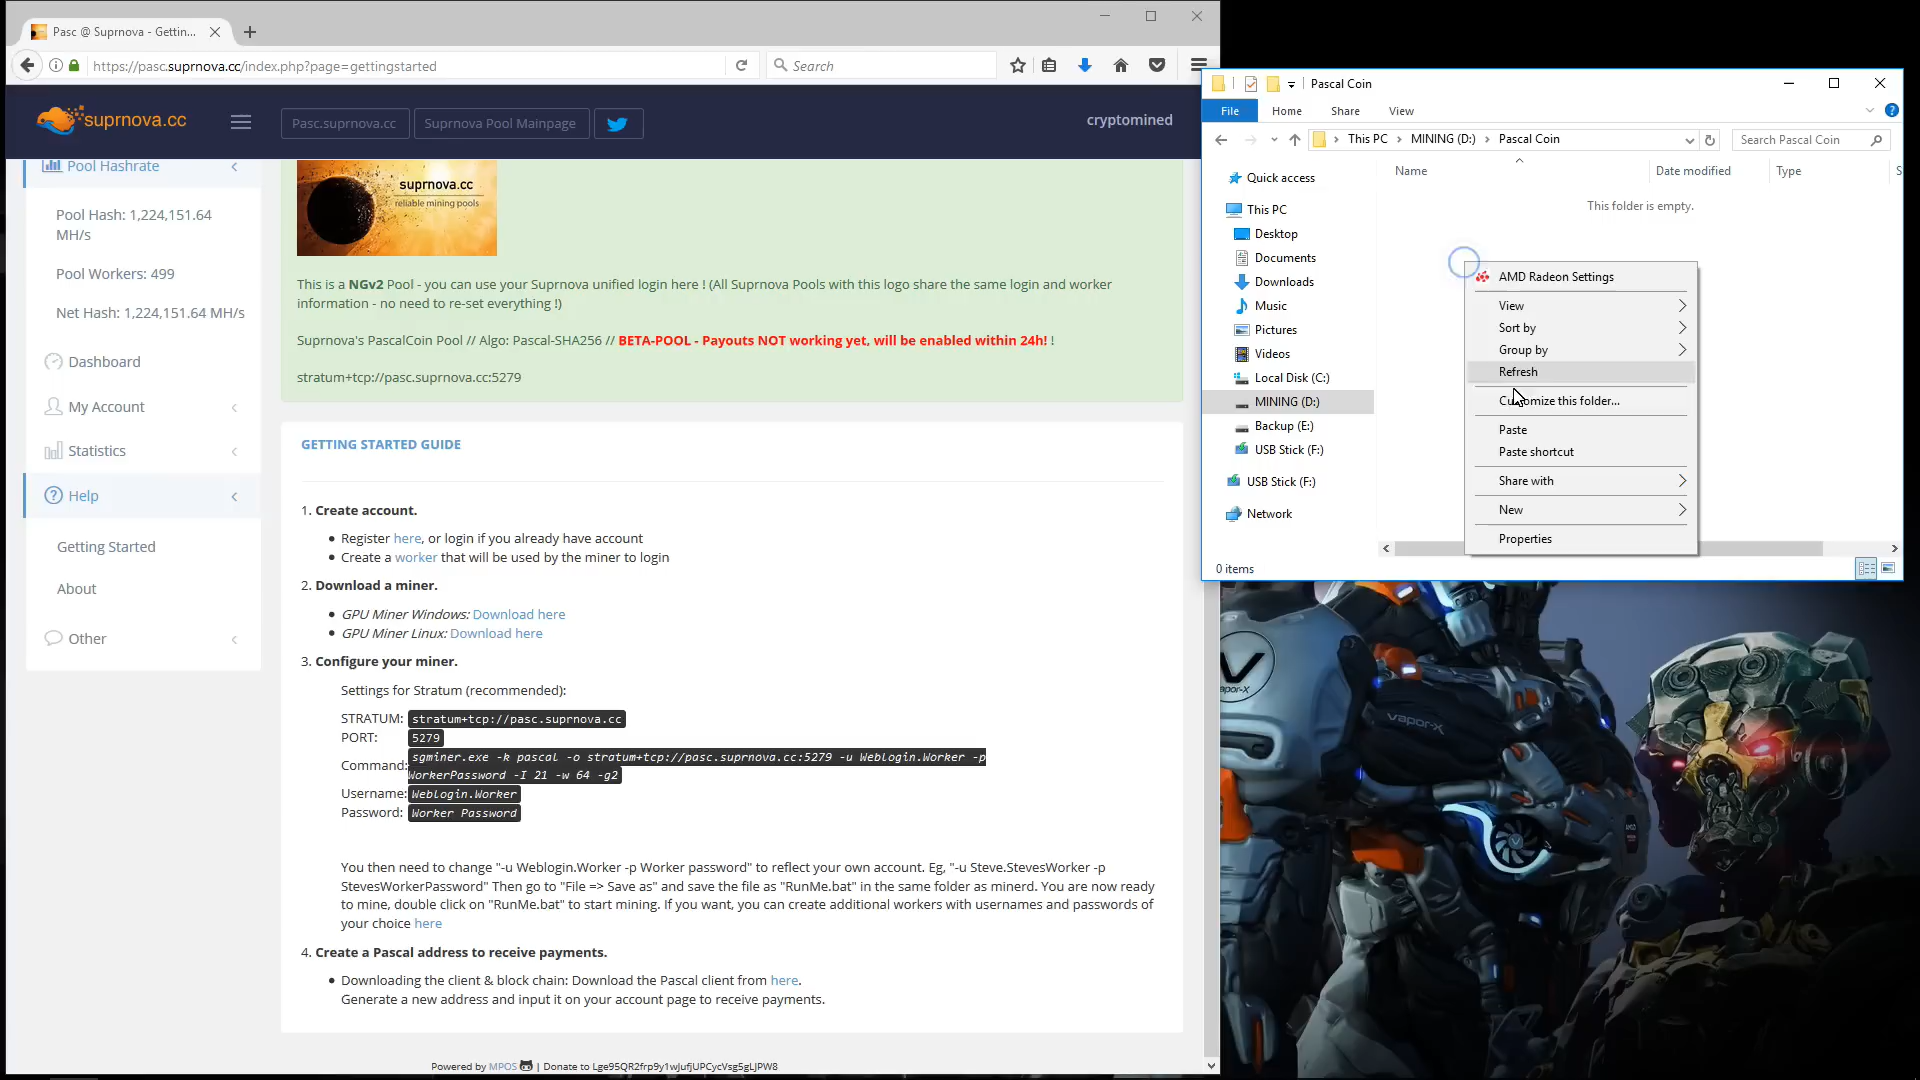 Pasc @ Suprnova - Gettin...
https://pasc.suprnova.cc/index.php?page=gettingstarted
Search
suprnova.cc
Pasc.suprnova.cc
Suprnova Pool Mainpage
cryptomined
Pool Hashrate
Pool Hash: 1,224,151.64
MH/s
Pool Workers: 499
Net Hash: 1,224,151.64 MH/s
Dashboard
My Account
Statistics
Help
Getting Started
About
Other
suprnova.cc
reliable mining pools
This is a NGv2 Pool - you can use your Suprnova unified login here ! (All Suprnova Pools with this logo share the same login and worker
information - no need to re-set everything !)
Suprnova's PascalCoin Pool // Algo: Pascal-SHA256 // BETA-POOL - Payouts NOT working yet, will be enabled within 24h! !
stratum+tcp://pasc.suprnova.cc:5279
GETTING STARTED GUIDE
1. Create account.
Register here, or login if you already have account
Create a worker that will be used by the miner to login
2. Download a miner.
GPU Miner Windows: Download here
GPU Miner Linux: Download here
3. Configure your miner.
Settings for Stratum (recommended):
STRATUM: stratum+tcp://pasc.suprnova.cc
PORT: 5279
Command: sgminer.exe -k pascal -o stratum+tcp://pasc.suprnova.cc:5279 -u Weblogin.Worker -p
WorkerPassword -I 21 -w 64 -g2
Username: Weblogin.Worker
Password: Worker Password
You then need to change "-u Weblogin.Worker -p Worker password" to reflect your own account. Eg, "-u Steve.StevesWorker -p
StevesWorkerPassword" Then go to "File => Save as" and save the file as "RunMe.bat" in the same folder as minerd. You are now ready
to mine, double click on "RunMe.bat" to start mining. If you want, you can create additional workers with usernames and passwords of
your choice here
4. Create a Pascal address to receive payments.
Downloading the client & block chain: Download the Pascal client from here.
Generate a new address and input it on your account page to receive payments.
Powered by MPOS | Donate to Lge95QR2frp9y1wJufjUPCycVsg5gLJPW8
Pascal Coin
File
Home
Share
View
This PC
MINING (D:)
Pascal Coin
Search Pascal Coin
Name
Date modified
Type
S
This folder is empty.
Quick access
This PC
Desktop
Documents
Downloads
Music
Pictures
Videos
Local Disk (C:)
MINING (D:)
Backup (E:)
USB Stick (F:)
USB Stick (F:)
Network
0 items
AMD Radeon Settings
View
Sort by
Group by
Refresh
Customize this folder...
Paste
Paste shortcut
Share with
New
Properties
V
vapor-x
vapor-x